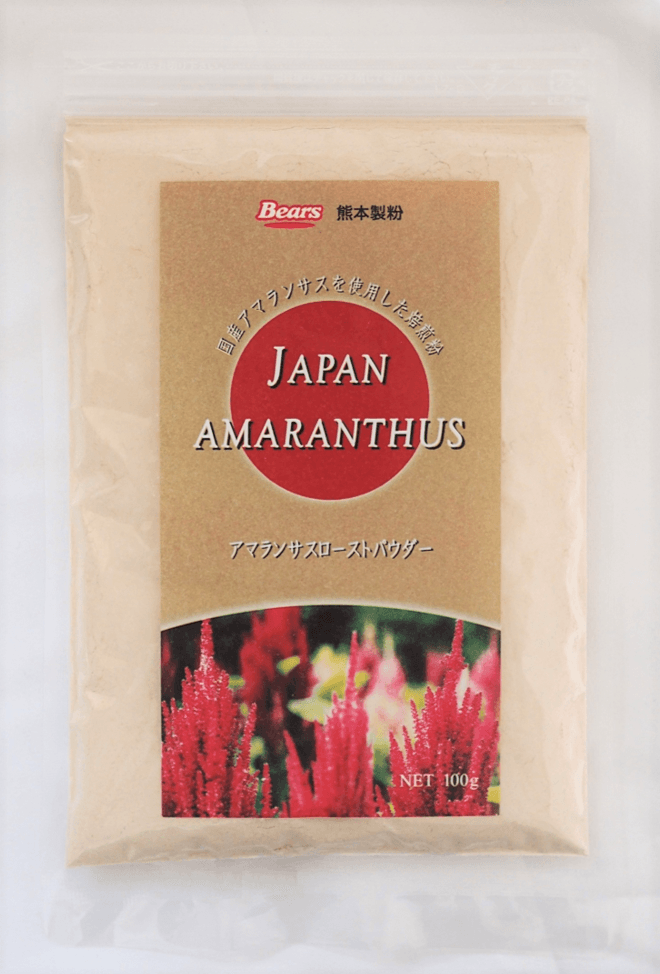 Bears 熊本製粉
国産アマランサスを使用した焙煎粉
JAPAN
AMARANTHUS
アマランサスローストパウダー
NET 100g